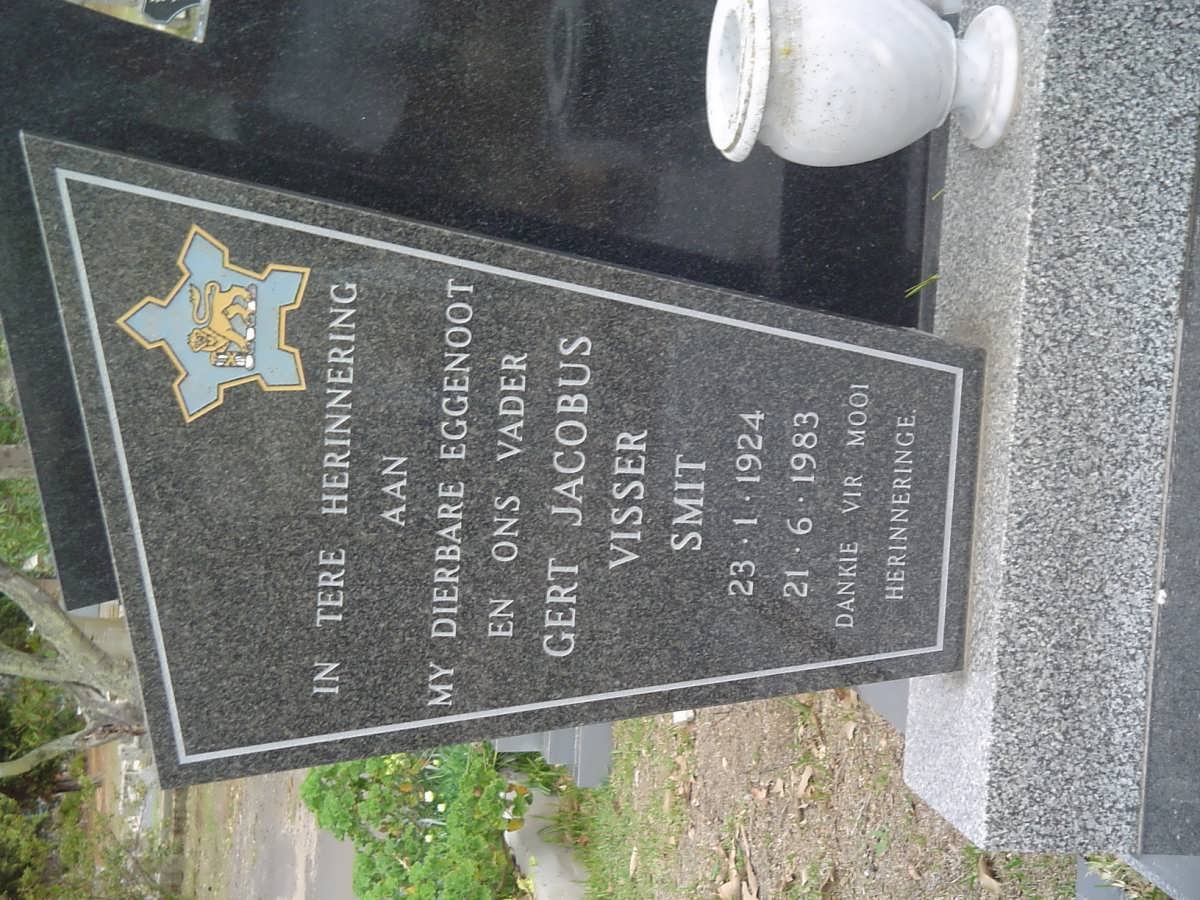 IN TERE HERINNERING
AAN
MY DIERBARE EGGENOOT
EN ONS VADER
GERT JACOBUS
VISSER
SMIT
23·1·1924
21·6·1983
DANKIE VIR MOOI
HERINNERINGE.